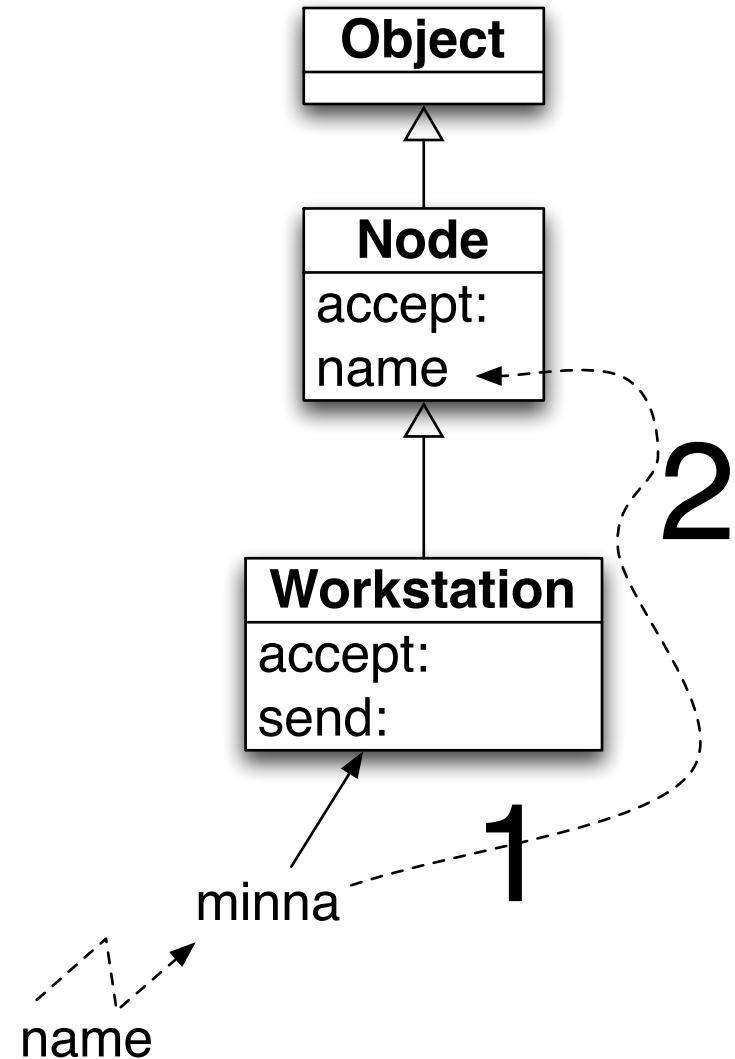 Object
Node
accept:
name
2
Workstation
accept:
send:
1
minna
name